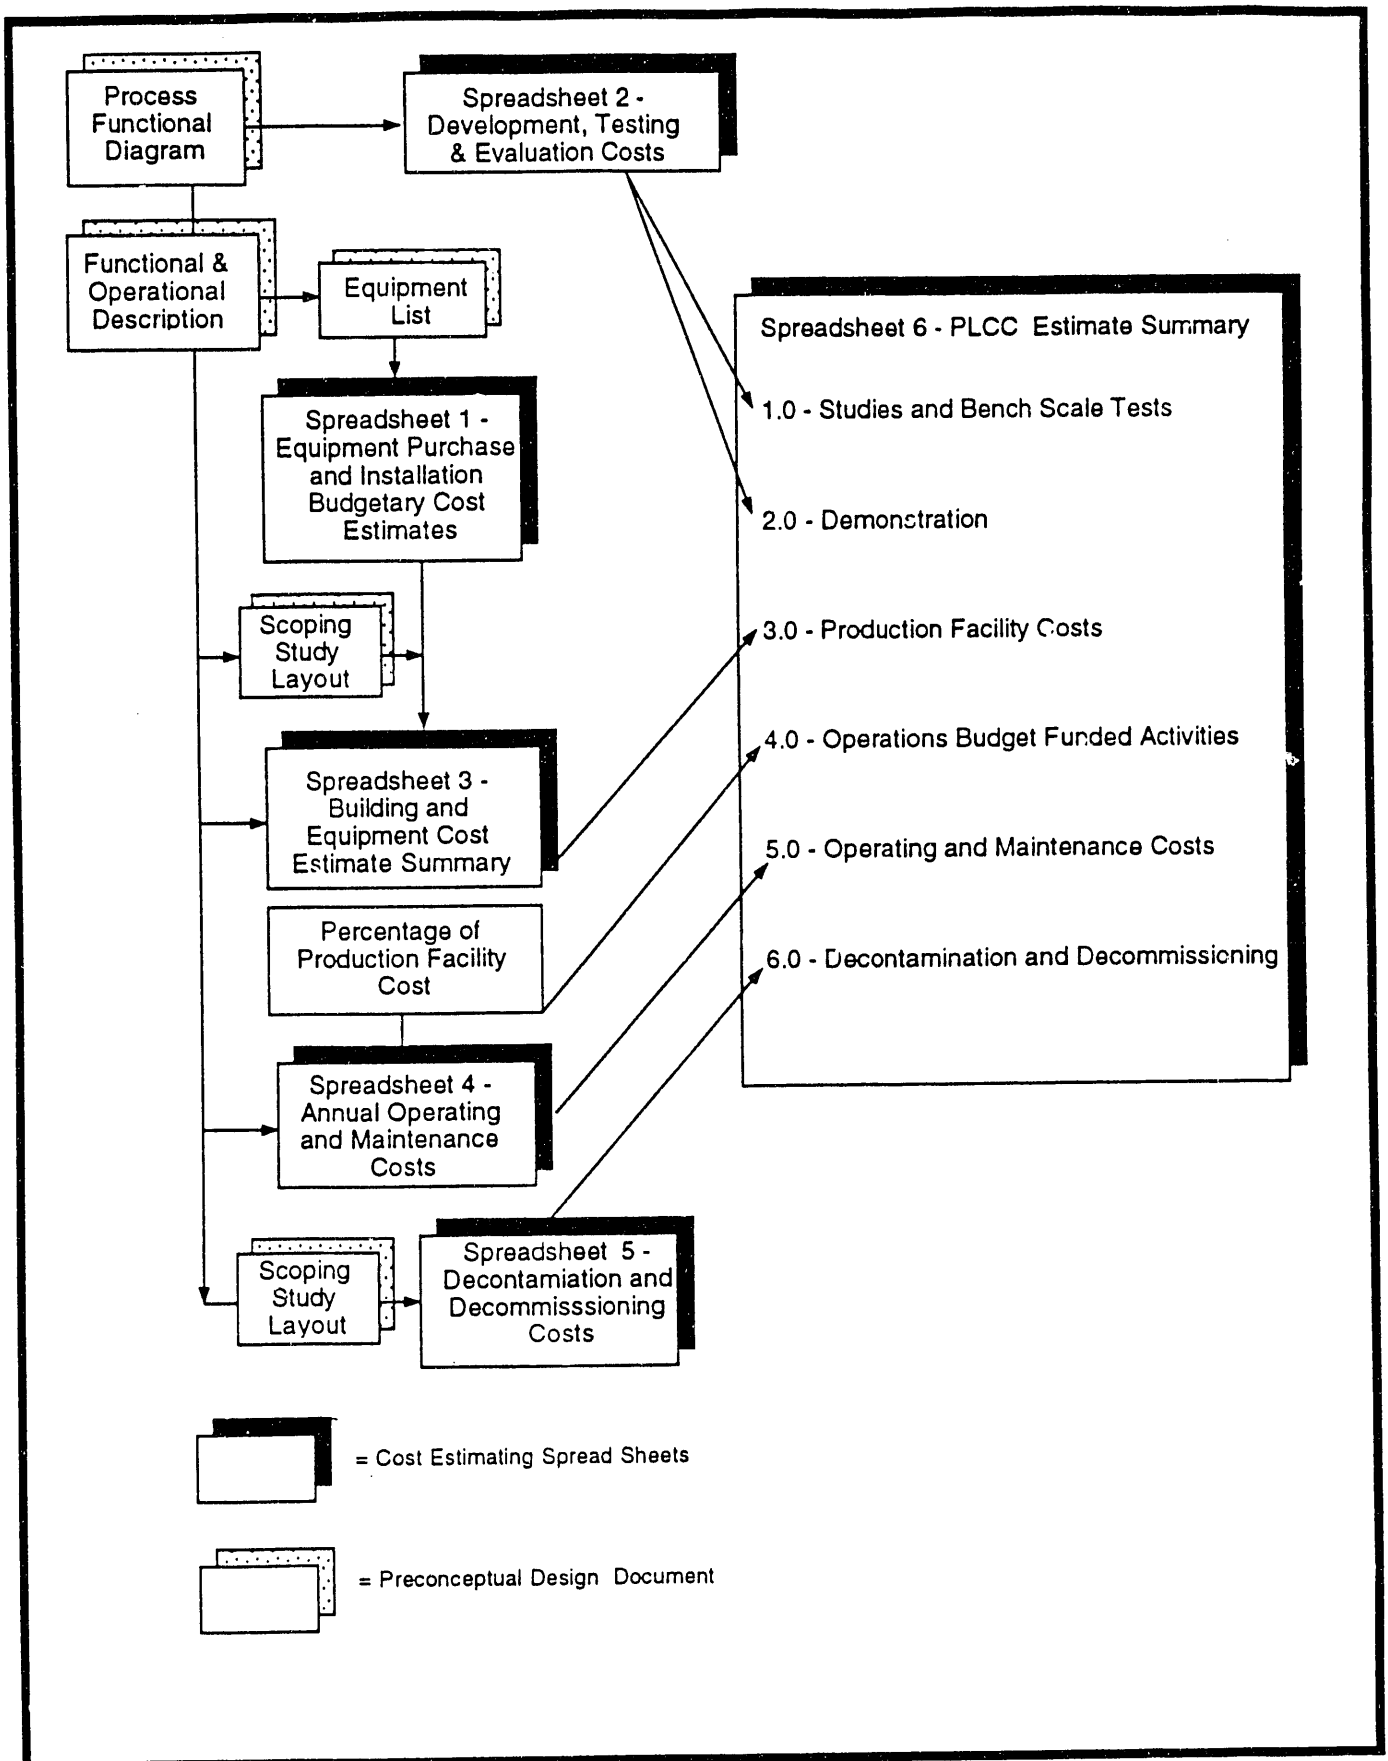 Process
Functional
Diagram
Spreadsheet 2 -
Development, Testing
& Evaluation Costs
Functional &
Operational
Description
Equipment
List
Spreadsheet 1 -
Equipment Purchase
and Installation
Budgetary Cost
Estimates
Scoping
Study
Layout
Spreadsheet 3 -
Building and
Equipment Cost
Estimate Summary
Percentage of
Production Facility
Cost
Spreadsheet 4 -
Annual Operating
and Maintenance
Costs
Scoping
Study
Layout
Spreadsheet 5 -
Decontamiation and
Decommisssioning
Costs
Spreadsheet 6 - PLCC Estimate Summary
1.0 - Studies and Bench Scale Tests
2.0 - Demonstration
3.0 - Production Facility Costs
4.0 - Operations Budget Funded Activities
5.0 - Operating and Maintenance Costs
6.0 - Decontamination and Decommissioning
= Cost Estimating Spread Sheets
= Preconceptual Design Document